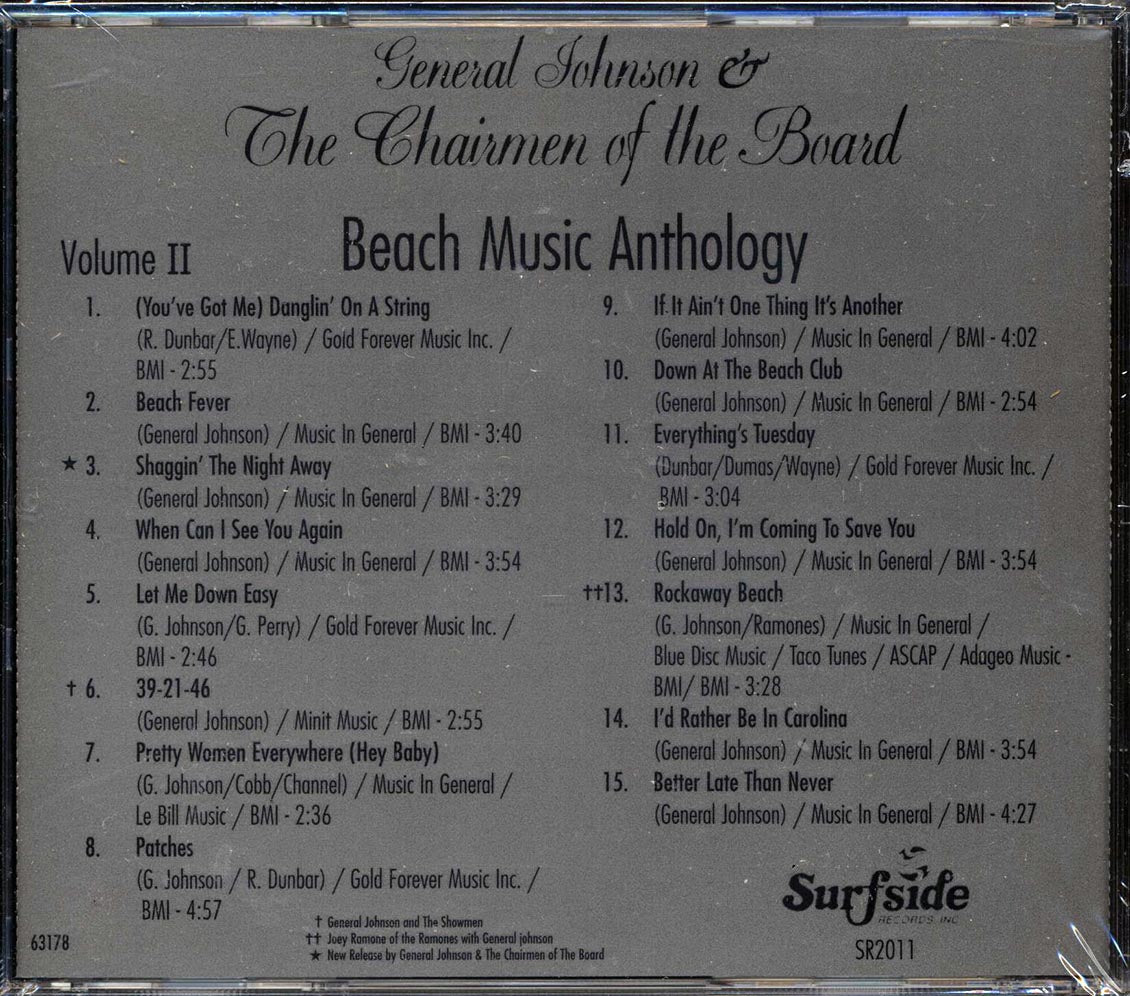 General Johnson &
The Chairmen of the Board
Beach Music Anthology
Volume II
1. (You've Got Me) Danglin' On A String
(R. Dunbar/E.Wayne) / Gold Forever Music Inc. /
BMI - 2:55
2. Beach Fever
(General Johnson) / Music In General / BMI - 3:40
★ 3. Shaggin' The Night Away
(General Johnson) / Music In General / BMI - 3:29
4. When Can I See You Again
(General Johnson) / Music In General / BMI - 3:54
5. Let Me Down Easy
(G. Johnson/G. Perry) / Gold Forever Music Inc. /
BMI - 2:46
† 6. 39-21-46
(General Johnson) / Minit Music / BMI - 2:55
7. Pretty Women Everywhere (Hey Baby)
(G. Johnson/Cobb/Channel) / Music In General /
Le Bill Music / BMI - 2:36
8. Patches
(G. Johnson / R. Dunbar) / Gold Forever Music Inc. /
BMI - 4:57
9. If It Ain't One Thing It's Another
(General Johnson) / Music In General / BMI - 4:02
10. Down At The Beach Club
(General Johnson) / Music In General / BMI - 2:54
11. Everything's Tuesday
(Dunbar/Dumas/Wayne) / Gold Forever Music Inc. /
BMI - 3:04
12. Hold On, I'm Coming To Save You
(General Johnson) / Music In General / BMI - 3:54
††13. Rockaway Beach
(G. Johnson/Ramones) / Music In General /
Blue Disc Music / Taco Tunes / ASCAP / Adageo Music -
BMI/ BMI - 3:28
14. I'd Rather Be In Carolina
(General Johnson) / Music In General / BMI - 3:54
15. Better Late Than Never
(General Johnson) / Music In General / BMI - 4:27
† General Johnson and The Showmen
†† Joey Ramone of the Ramones with General johnson
★ New Release by General Johnson & The Chairmen of The Board
63178
Surfside
RECORDS, INC
SR2011